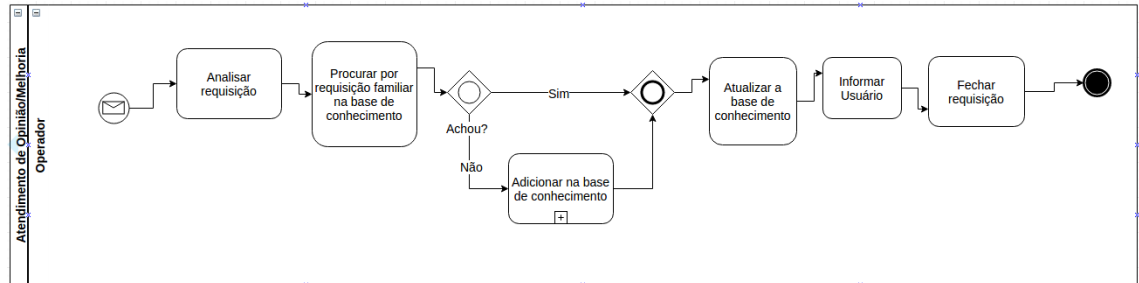 Atendimento de Opinião/Melhoria
Operador
Analisar
requisição
Procurar por
requisição familiar
na base de
conhecimento
Achou?
Sim
Não
Adicionar na base
de conhecimento
Atualizar a
base de
conhecimento
Informar
Usuário
Fechar
requisição